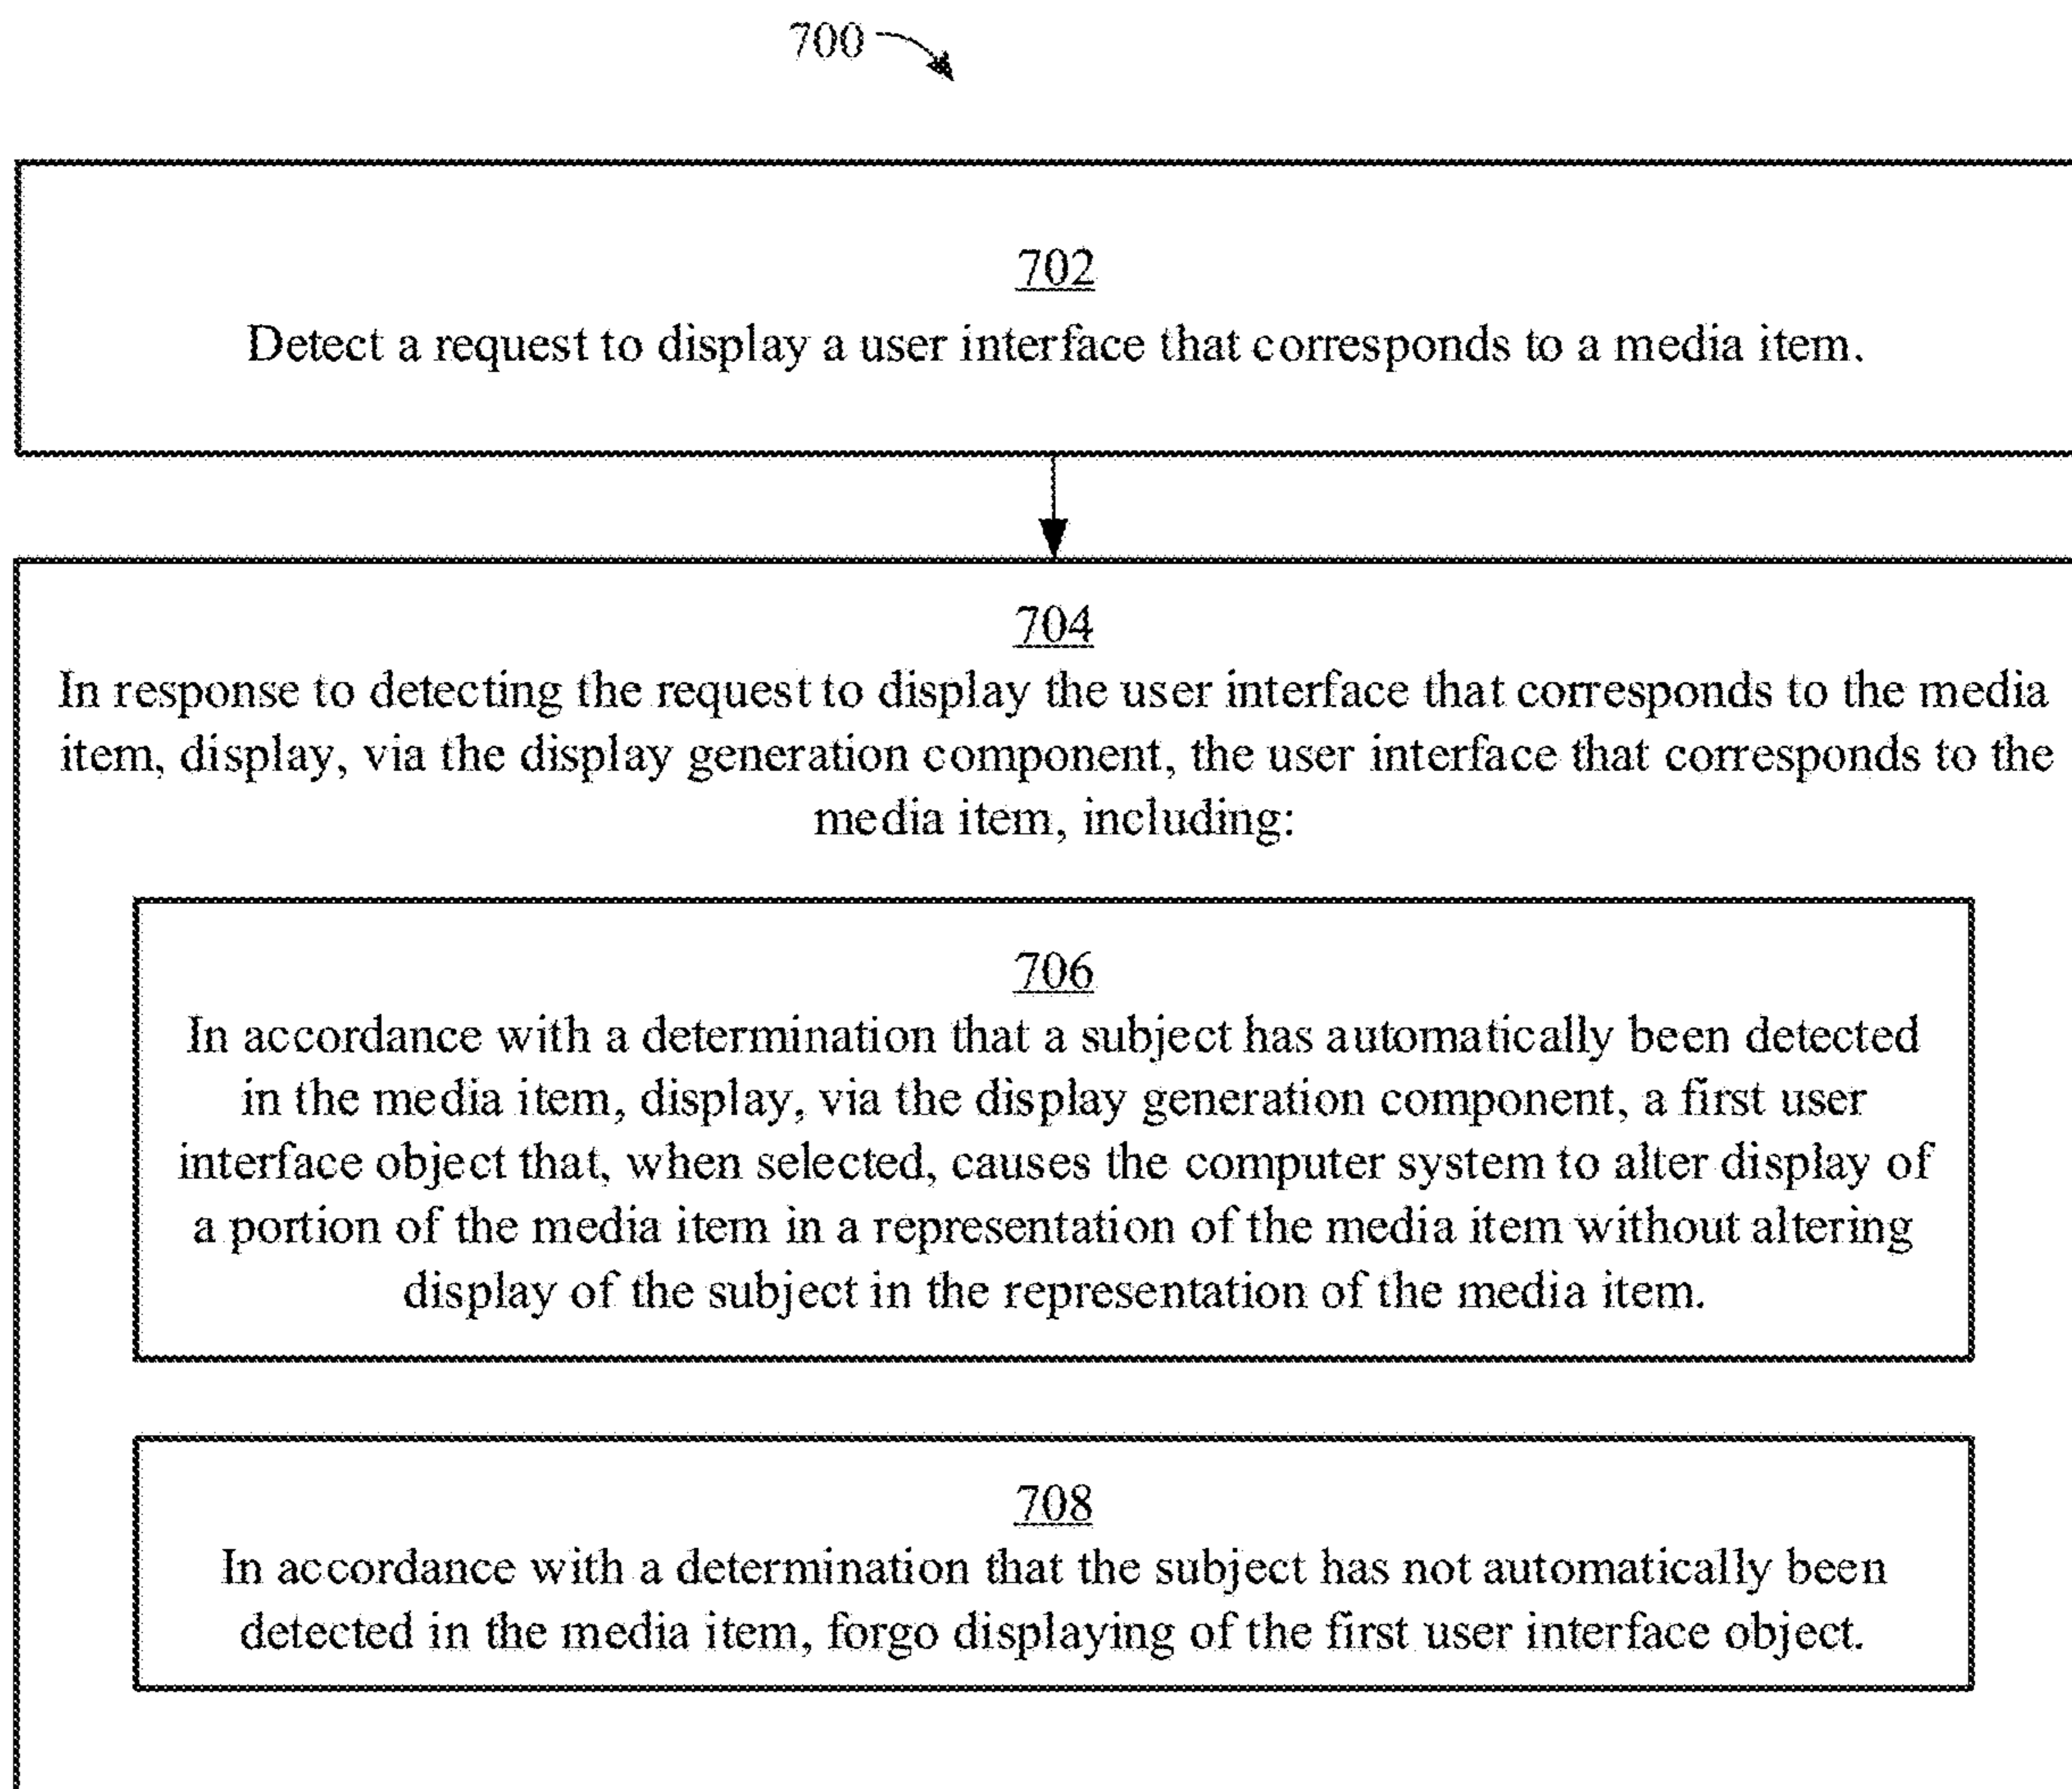 700
702
Detect a request to display a user interface that corresponds to a media item.
704
In response to detecting the request to display the user interface that corresponds to the media
item, display, via the display generation component, the user interface that corresponds to the
media item, including:
706
In accordance with a determination that a subject has automatically been detected
in the media item, display, via the display generation component, a first user
interface object that, when selected, causes the computer system to alter display of
a portion of the media item in a representation of the media item without altering
display of the subject in the representation of the media item.
708
In accordance with a determination that the subject has not automatically been
detected in the media item, forgo displaying of the first user interface object.